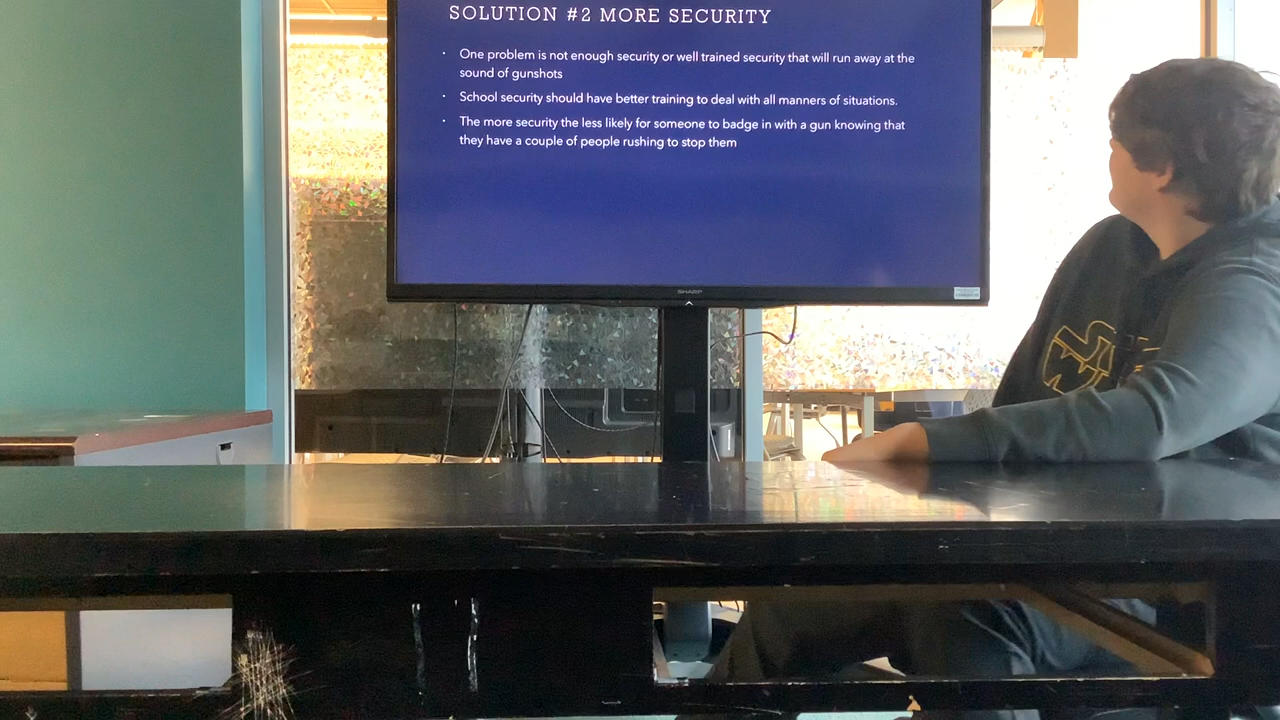 SOLUTION #2 MORE SECURITY
· One problem is not enough security or well trained security that will run away at the
sound of gunshots
· School security should have better training to deal with all manners of situations.
· The more security the less likely for someone to badge in with a gun knowing that
they have a couple of people rushing to stop them
SHARP